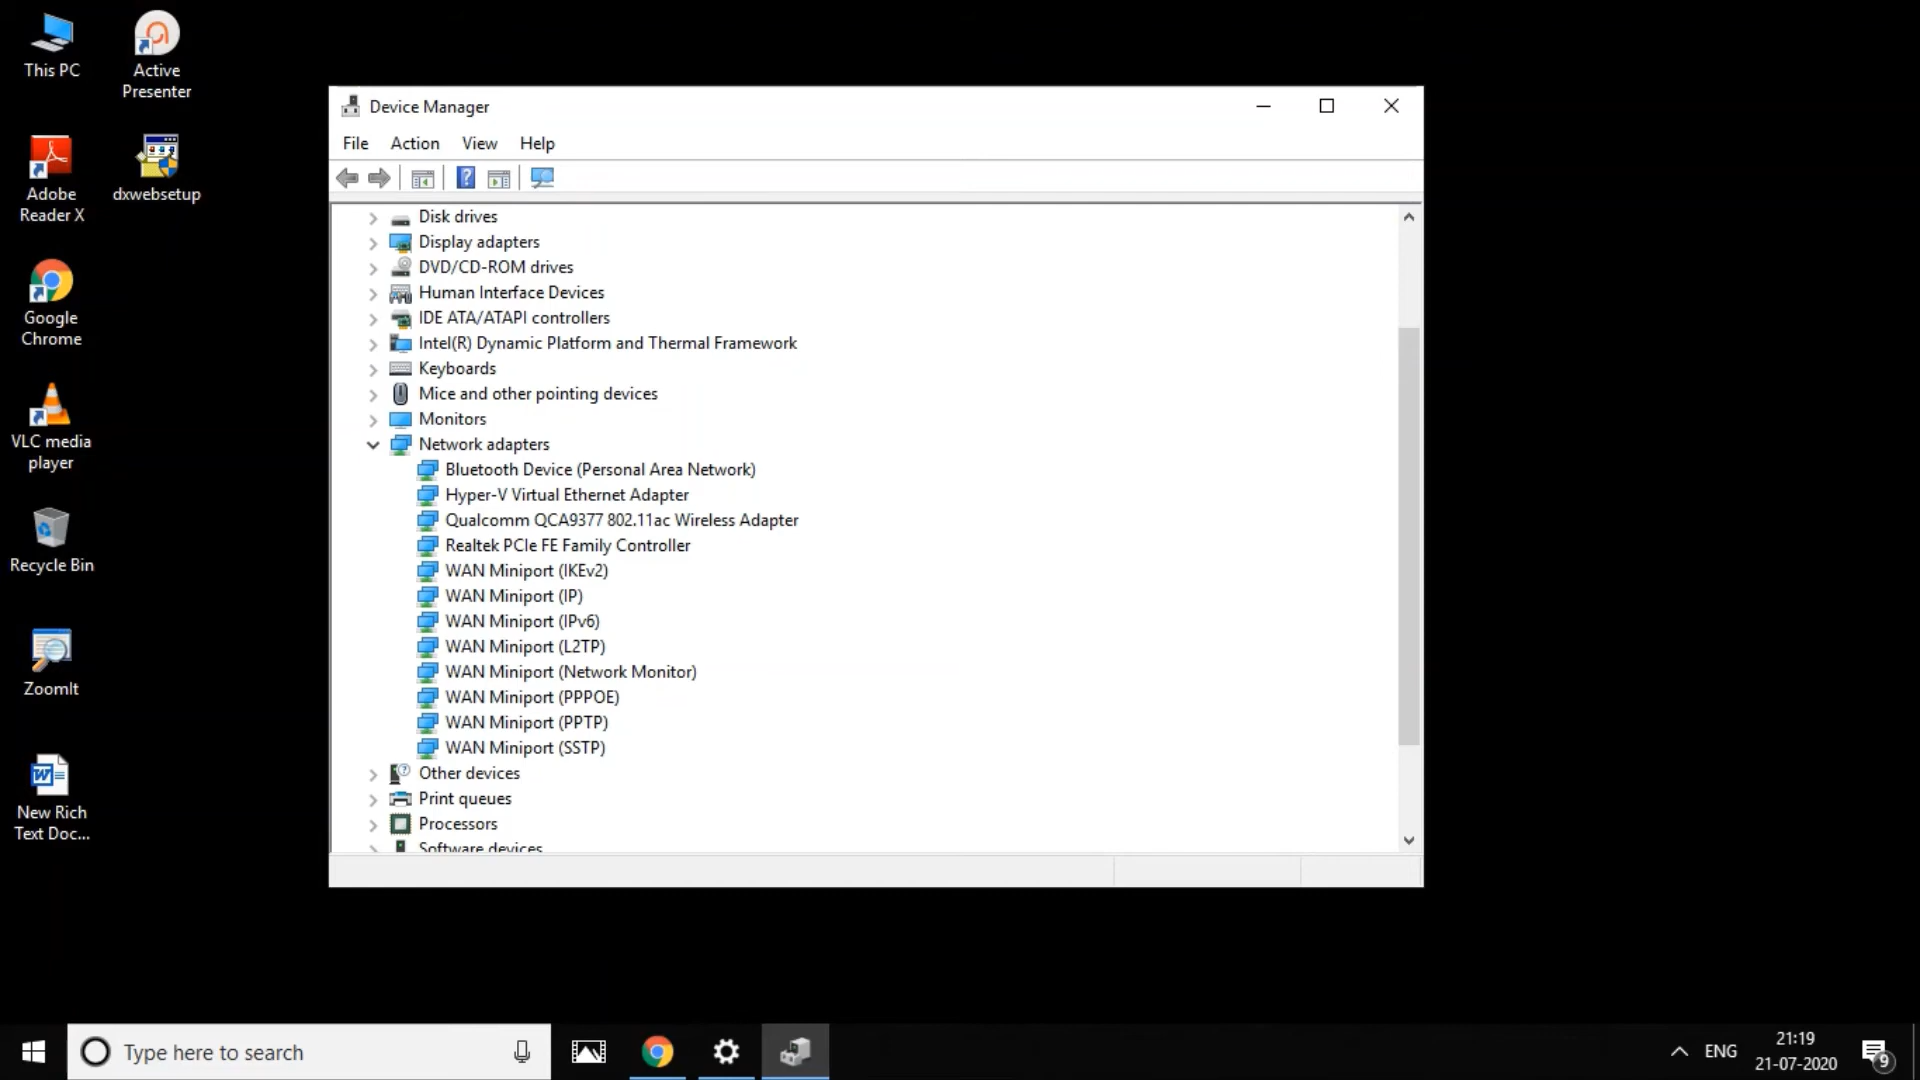 This PC
Active
Presenter
Adobe
Reader X
dxwebsetup
Google
Chrome
VLC media
player
Recycle Bin
ZoomIt
New Rich
Text Doc...
Device Manager
File Action View Help
Disk drives
Display adapters
DVD/CD-ROM drives
Human Interface Devices
IDE ATA/ATAPI controllers
Intel(R) Dynamic Platform and Thermal Framework
Keyboards
Mice and other pointing devices
Monitors
Network adapters
Bluetooth Device (Personal Area Network)
Hyper-V Virtual Ethernet Adapter
Qualcomm QCA9377 802.11ac Wireless Adapter
Realtek PCIe FE Family Controller
WAN Miniport (IKEv2)
WAN Miniport (IP)
WAN Miniport (IPv6)
WAN Miniport (L2TP)
WAN Miniport (Network Monitor)
WAN Miniport (PPPOE)
WAN Miniport (PPTP)
WAN Miniport (SSTP)
Other devices
Print queues
Processors
Software devices
Type here to search
ENG
21:19
21-07-2020
9